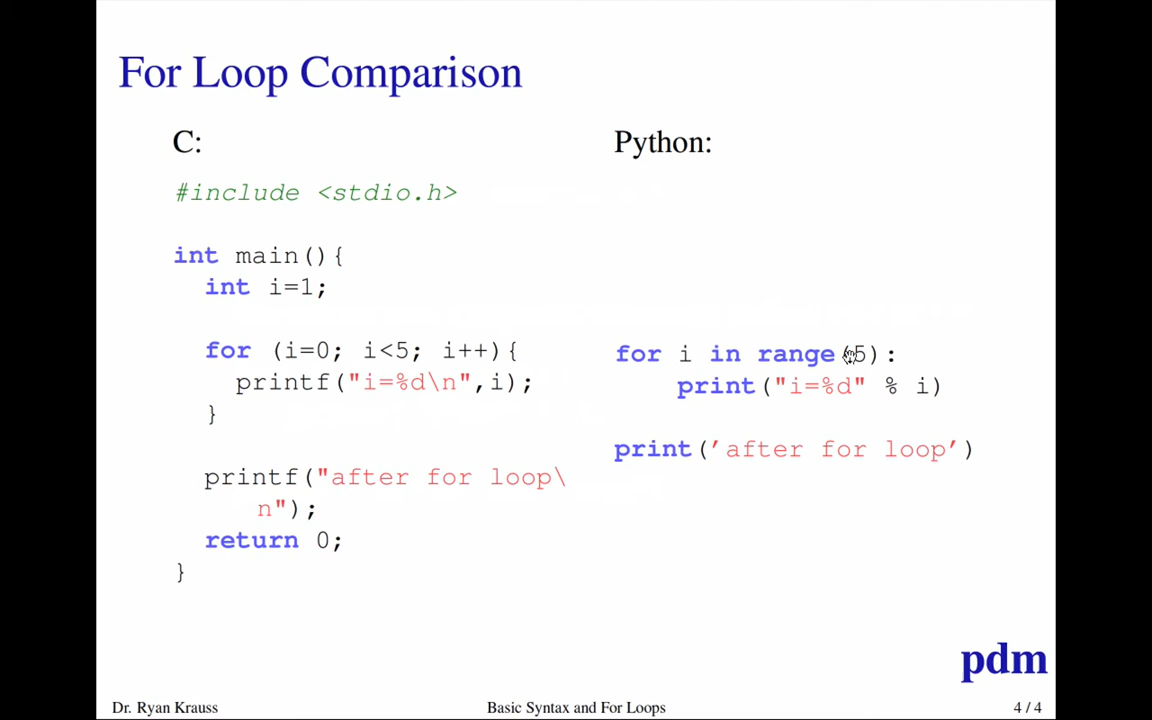 For Loop Comparison
C:
#include <stdio.h>
int main(){
int i=1;
for (i=0; i<5; i++){
printf("i=%d\n",i);
}
printf("after for loop\
n");
return 0;
}
Python:
for i in range(5):
print("i=%d" % i)
print('after for loop')
pdm
Dr. Ryan Krauss
Basic Syntax and For Loops
4 / 4